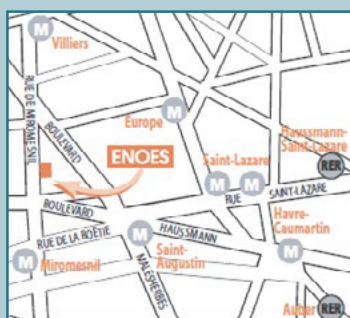 M
Villiers
RUE DE MIROMESNIL
BOULEVARD
Europe
M
ENOES
Haussmann-
Saint-Lazare
RER
Saint-Lazare
M
M
RUE
SAINT-LAZARE
BOULEVARD
HAUSSMANN
Havre-
Caumartin
M
RUE DE LA BOËTIE
M
Saint-
Augustin
M
Miromesnil
MALESHERBES
Auber
RER